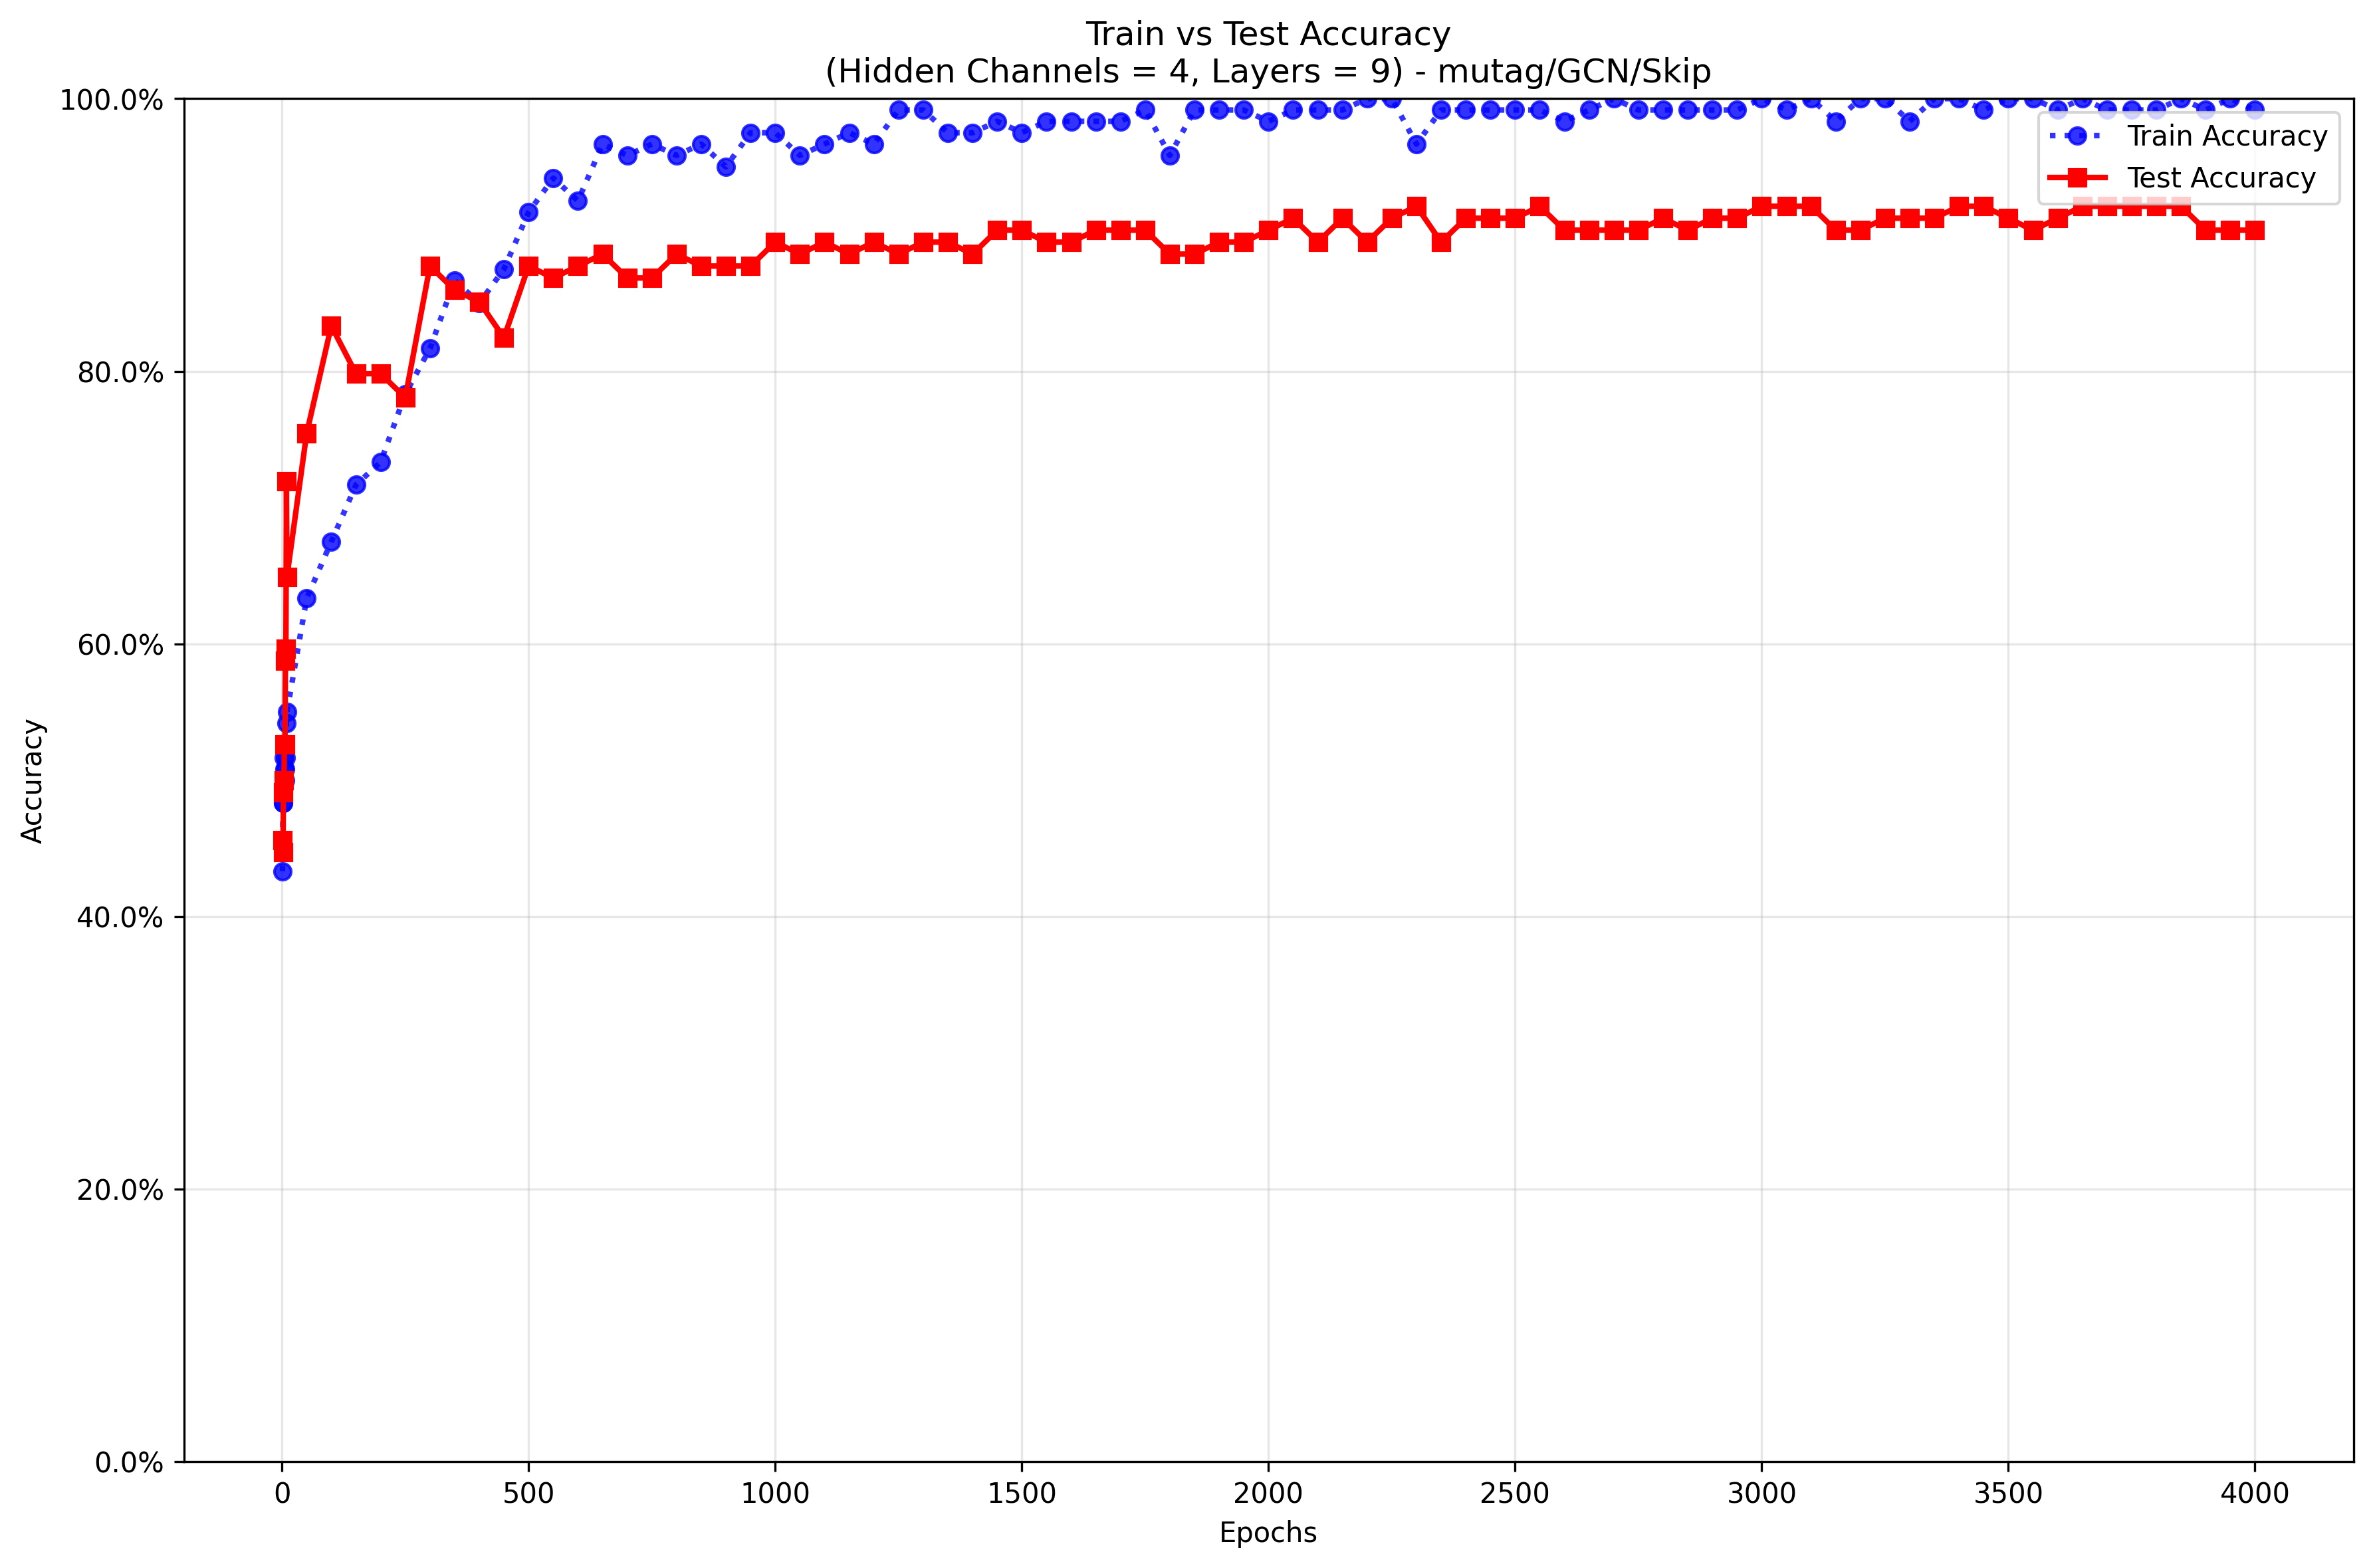 Train vs Test Accuracy
(Hidden Channels = 4, Layers = 9) - mutag/GCN/Skip
100.0%
80.0%
60.0%
40.0%
20.0%
0.0%
Accuracy
Train Accuracy
Test Accuracy
0 500 1000 1500 2000 2500 3000 3500 4000
Epochs